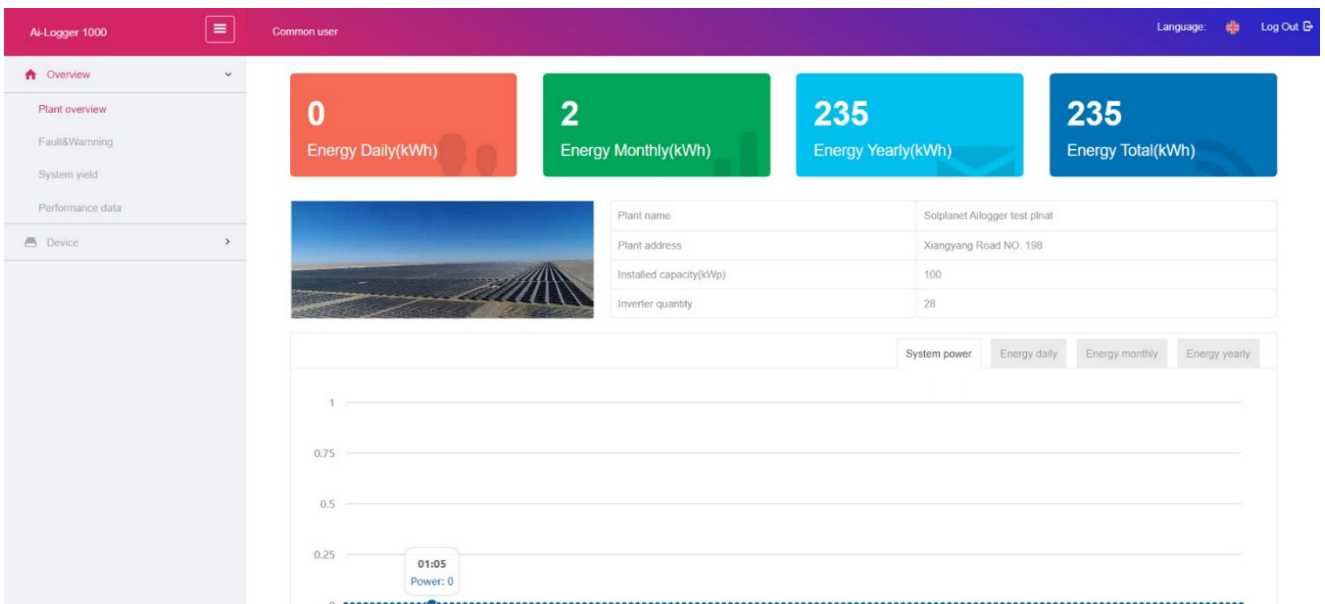 Ai-Logger 1000
Common user
Language:
Log Out
Overview
Plant overview
Fault&Warnning
System yield
Performance data
Device
0
Energy Daily(kWh)
2
Energy Monthly(kWh)
235
Energy Yearly(kWh)
235
Energy Total(kWh)
Plant name Solplanet Ailogger test plnat
Plant address Xiangyang Road NO. 198
Installed capacity(kWp) 100
Inverter quantity 28
System power Energy daily Energy monthly Energy yearly
1
0.75
0.5
0.25
01:05
Power: 0
0